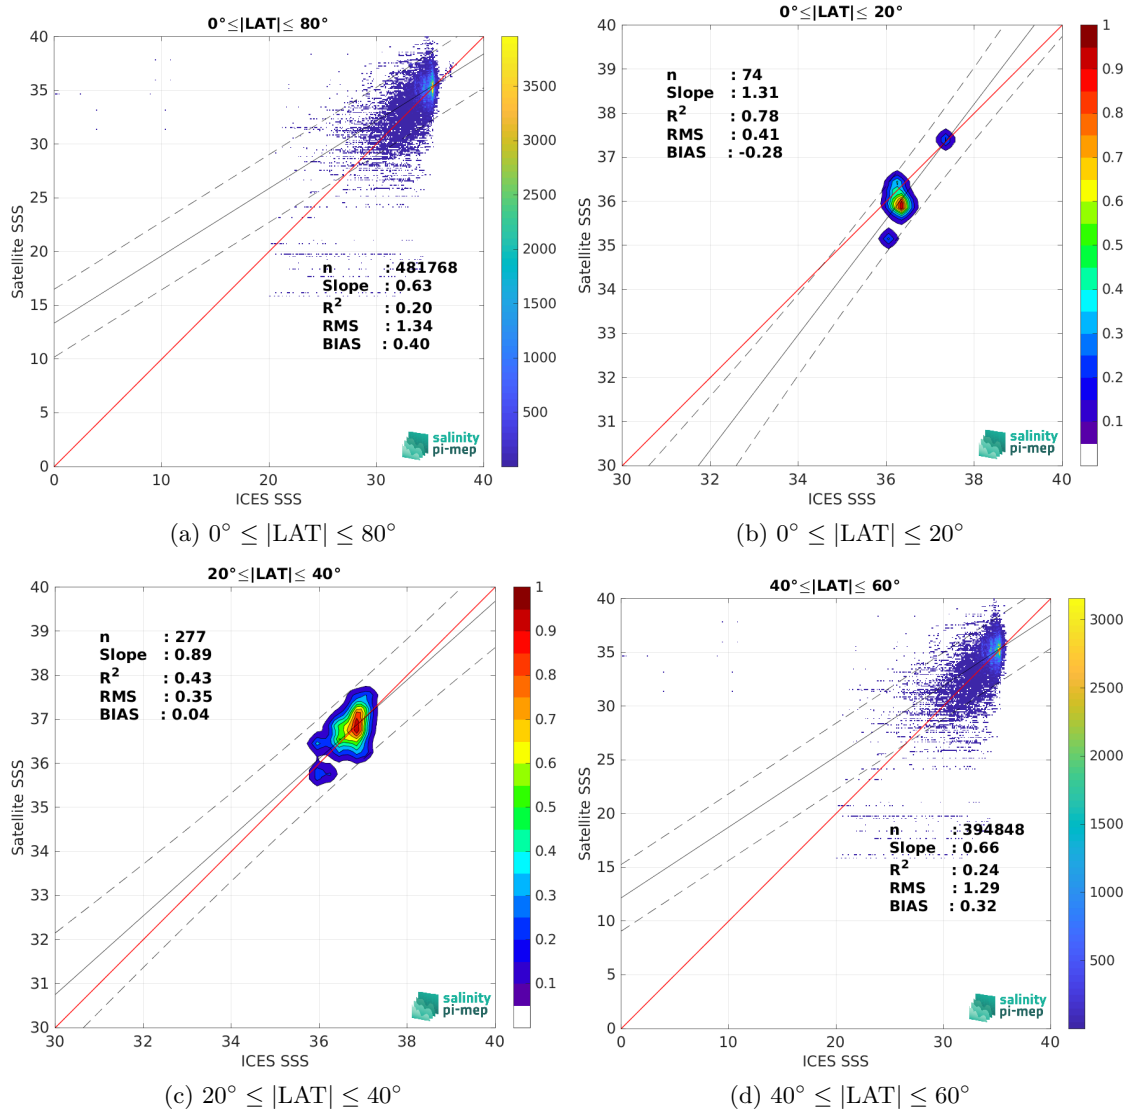 0°≤|LAT|≤ 80°
40
35
30
25
20
15
10
5
0
0
10
20
30
40
Satellite SSS
ICES SSS
n : 481768
Slope : 0.63
R² : 0.20
RMS : 1.34
BIAS : 0.40
3500
3000
2500
2000
1500
1000
500
salinity
pi-mep
(a) 0° ≤ |LAT| ≤ 80°
0°≤|LAT|≤ 20°
40
39
38
37
36
35
34
33
32
31
30
30
32
34
36
38
40
Satellite SSS
ICES SSS
n : 74
Slope : 1.31
R² : 0.78
RMS : 0.41
BIAS : -0.28
1
0.9
0.8
0.7
0.6
0.5
0.4
0.3
0.2
0.1
salinity
pi-mep
(b) 0° ≤ |LAT| ≤ 20°
20°≤|LAT|≤ 40°
40
39
38
37
36
35
34
33
32
31
30
30
32
34
36
38
40
Satellite SSS
ICES SSS
n : 277
Slope : 0.89
R² : 0.43
RMS : 0.35
BIAS : 0.04
1
0.9
0.8
0.7
0.6
0.5
0.4
0.3
0.2
0.1
salinity
pi-mep
(c) 20° ≤ |LAT| ≤ 40°
40°≤|LAT|≤ 60°
40
35
30
25
20
15
10
5
0
0
10
20
30
40
Satellite SSS
ICES SSS
n : 394848
Slope : 0.66
R² : 0.24
RMS : 1.29
BIAS : 0.32
3000
2500
2000
1500
1000
500
salinity
pi-mep
(d) 40° ≤ |LAT| ≤ 60°